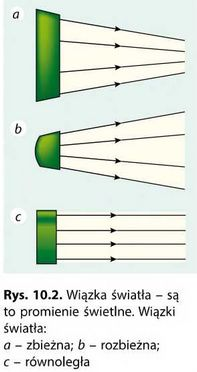 a
b
c
Rys. 10.2. Wiązka światła – są
to promienie świetlne. Wiązki
światła:
a – zbieżna; b – rozbieżna;
c – równoległa